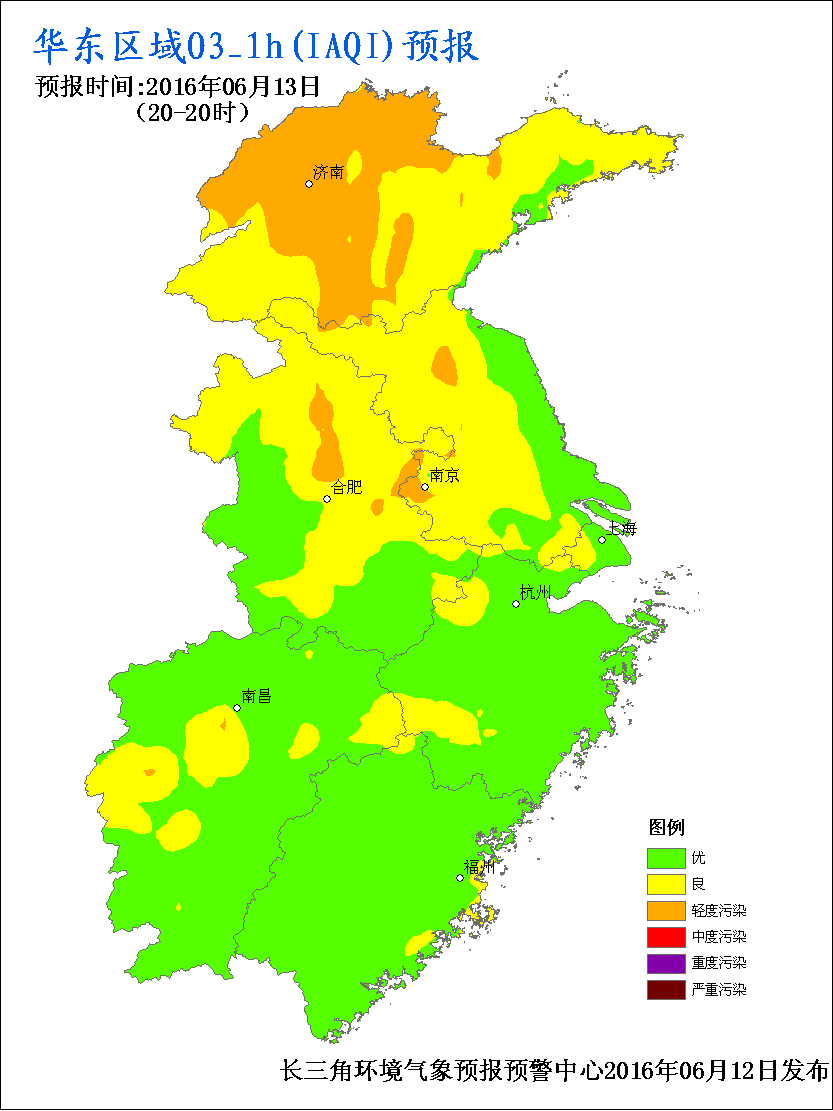 华东区域O3_1h(IAQI)预报
预报时间:2016年06月13日
(20-20时)
济南
南京
合肥
上海
杭州
南昌
福州
图例
优
良
轻度污染
中度污染
重度污染
严重污染
长三角环境气象预报预警中心2016年06月12日发布